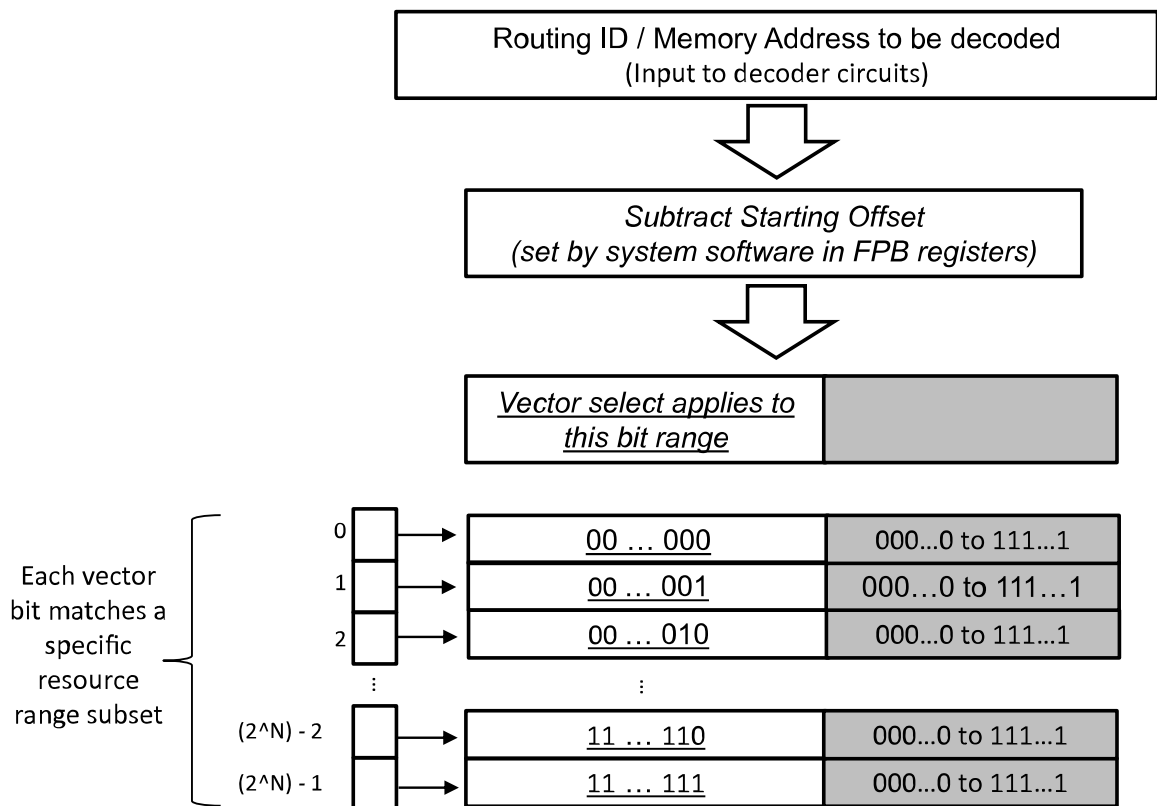 Routing ID / Memory Address to be decoded
(Input to decoder circuits)
Subtract Starting Offset
(set by system software in FPB registers)
Vector select applies to
this bit range
Each vector
bit matches a
specific
resource
range subset
0 00 ... 000 000...0 to 111...1
1 00 ... 001 000...0 to 111...1
2 00 ... 010 000...0 to 111...1
... ...
(2^N) - 2 11 ... 110 000...0 to 111...1
(2^N) - 1 11 ... 111 000...0 to 111...1